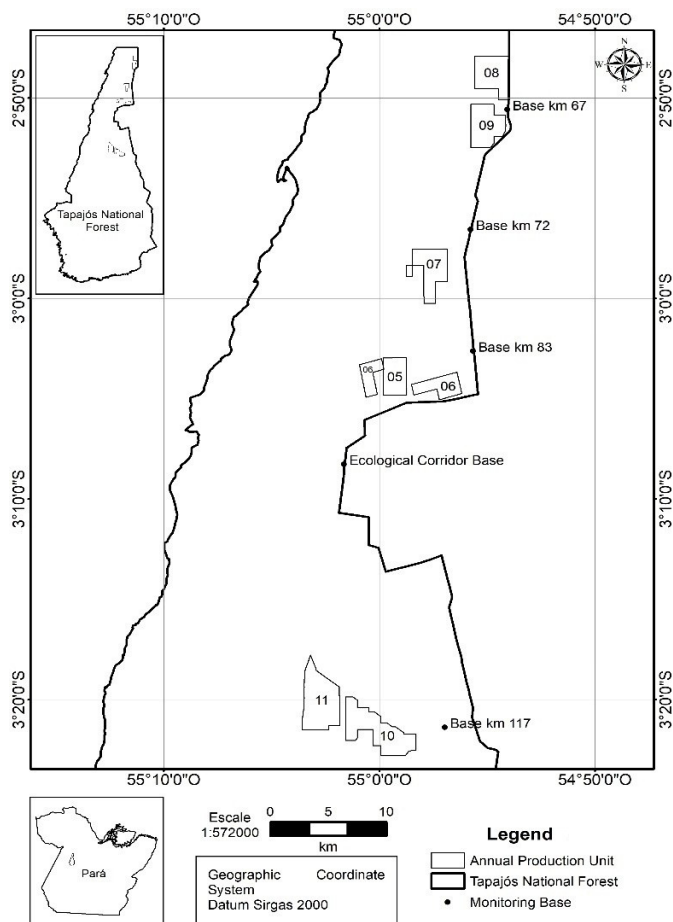 55°10'0"O
55°0'0"O
54°50'0"O
N
W
E
S
2°50'0"S
2°50'0"S
08
Base km 67
09
Tapajós National
Forest
Base km 72
07
3°0'0"S
3°0'0"S
Base km 83
06
05
06
Ecological Corridor Base
3°10'0"S
3°10'0"S
3°20'0"S
3°20'0"S
11
10
Base km 117
55°10'0"O
55°0'0"O
54°50'0"O
Pará
Escale
1:572000
0 5 10
km
Geographic Coordinate
System
Datum Sirgas 2000
Legend
Annual Production Unit
Tapajós National Forest
Monitoring Base